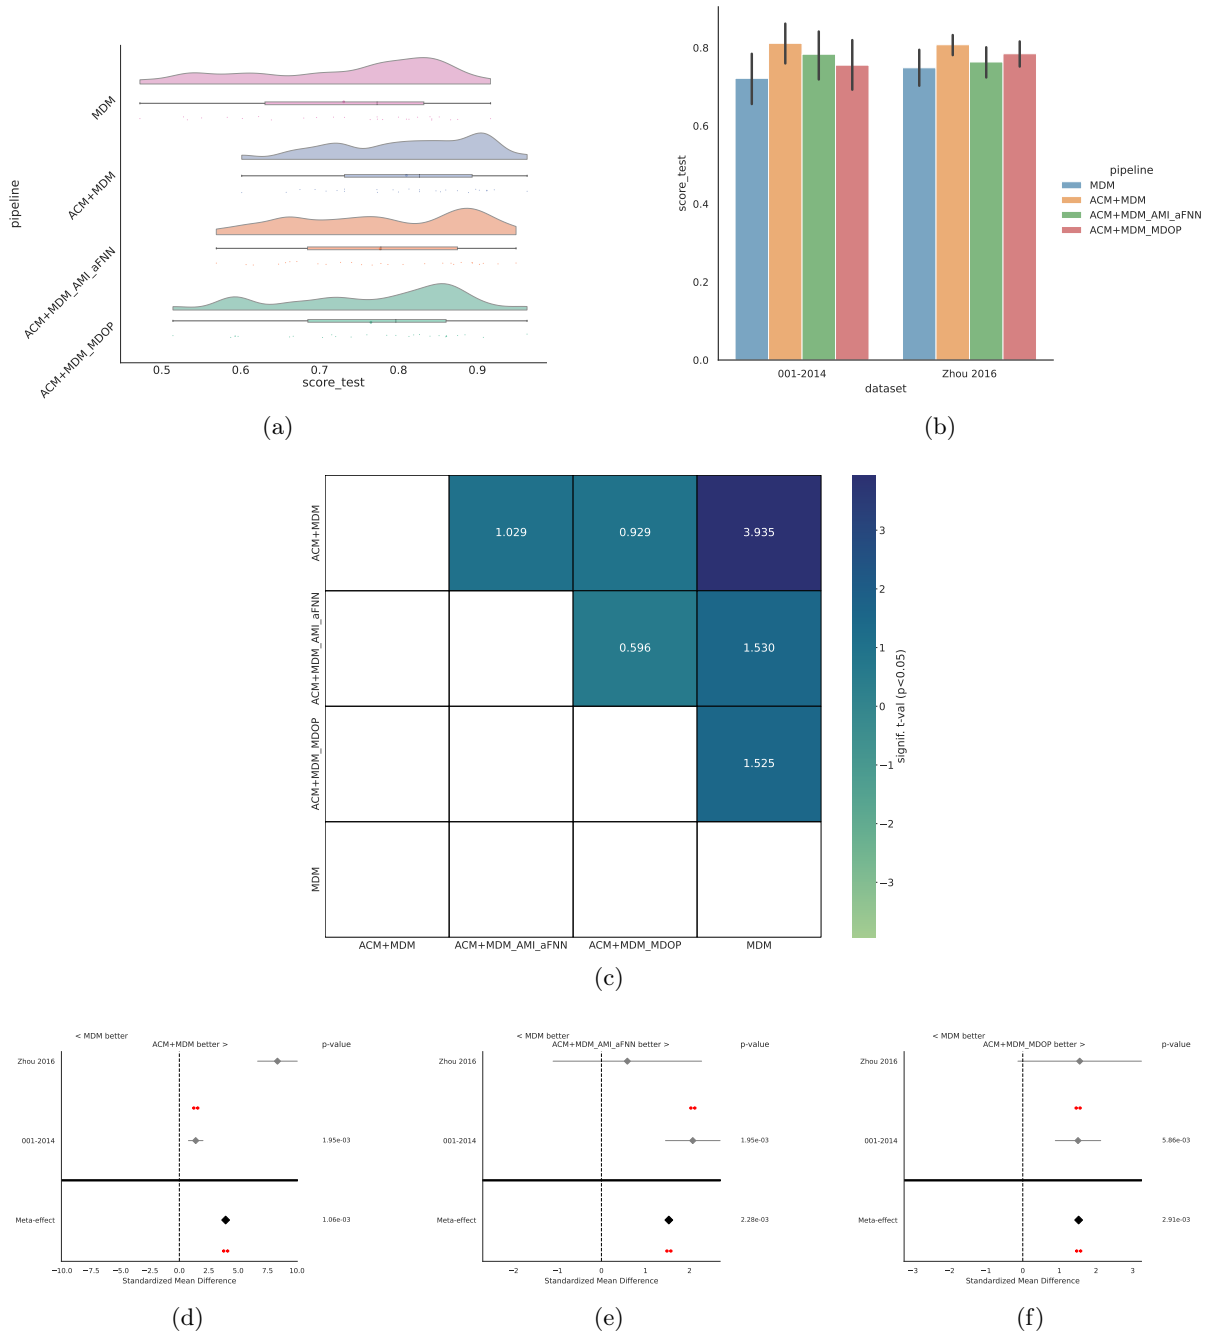 pipeline
MDM
ACM+MDM
ACM+MDM_AMI_aFNN
ACM+MDM_MDOP
0.5 0.6 0.7 0.8 0.9
score_test
(a)
score_test
0.8
0.6
0.4
0.2
0.0
001-2014 Zhou 2016
dataset
pipeline
MDM
ACM+MDM
ACM+MDM_AMI_aFNN
ACM+MDM_MDOP
(b)
ACM+MDM
ACM+MDM_AMI_aFNN
ACM+MDM_MDOP
MDM
1.029 0.929 3.935
0.596 1.530
1.525
ACM+MDM ACM+MDM_AMI_aFNN ACM+MDM_MDOP MDM
3
2
1
0
−1
−2
−3
signif. t-val (p<0.05)
(c)
< MDM better
ACM+MDM better >
p-value
Zhou 2016
001-2014 1.95e-03
Meta-effect 1.06e-03
−10.0 −7.5 −5.0 −2.5 0.0 2.5 5.0 7.5 10.0
Standardized Mean Difference
(d)
< MDM better
ACM+MDM_AMI_aFNN better >
p-value
Zhou 2016
001-2014 1.95e-03
Meta-effect 2.28e-03
−2 −1 0 1 2
Standardized Mean Difference
(e)
< MDM better
ACM+MDM_MDOP better >
p-value
Zhou 2016
001-2014 5.86e-03
Meta-effect 2.91e-03
−3 −2 −1 0 1 2 3
Standardized Mean Difference
(f)